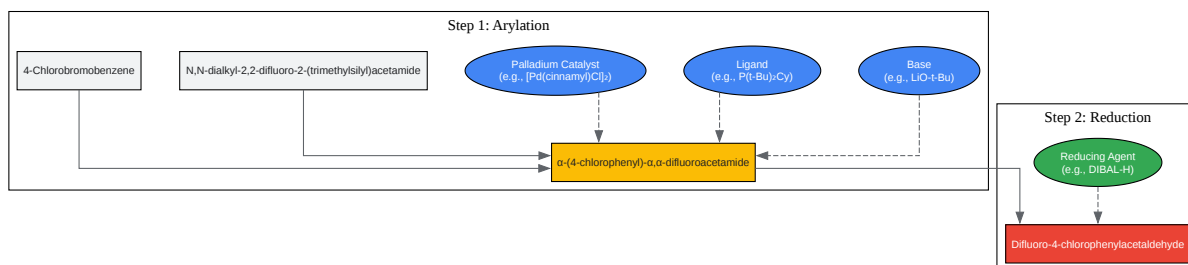 Step 1: Arylation
4-Chlorobromobenzene
N,N-dialkyl-2,2-difluoro-2-(trimethylsilyl)acetamide
Palladium Catalyst
(e.g., [Pd(cinnamyl)Cl]₂)
Ligand
(e.g., P(t-Bu)₂Cy)
Base
(e.g., LiO-t-Bu)
α-(4-chlorophenyl)-α,α-difluoroacetamide
Step 2: Reduction
Reducing Agent
(e.g., DIBAL-H)
Difluoro-4-chlorophenylacetaldehyde